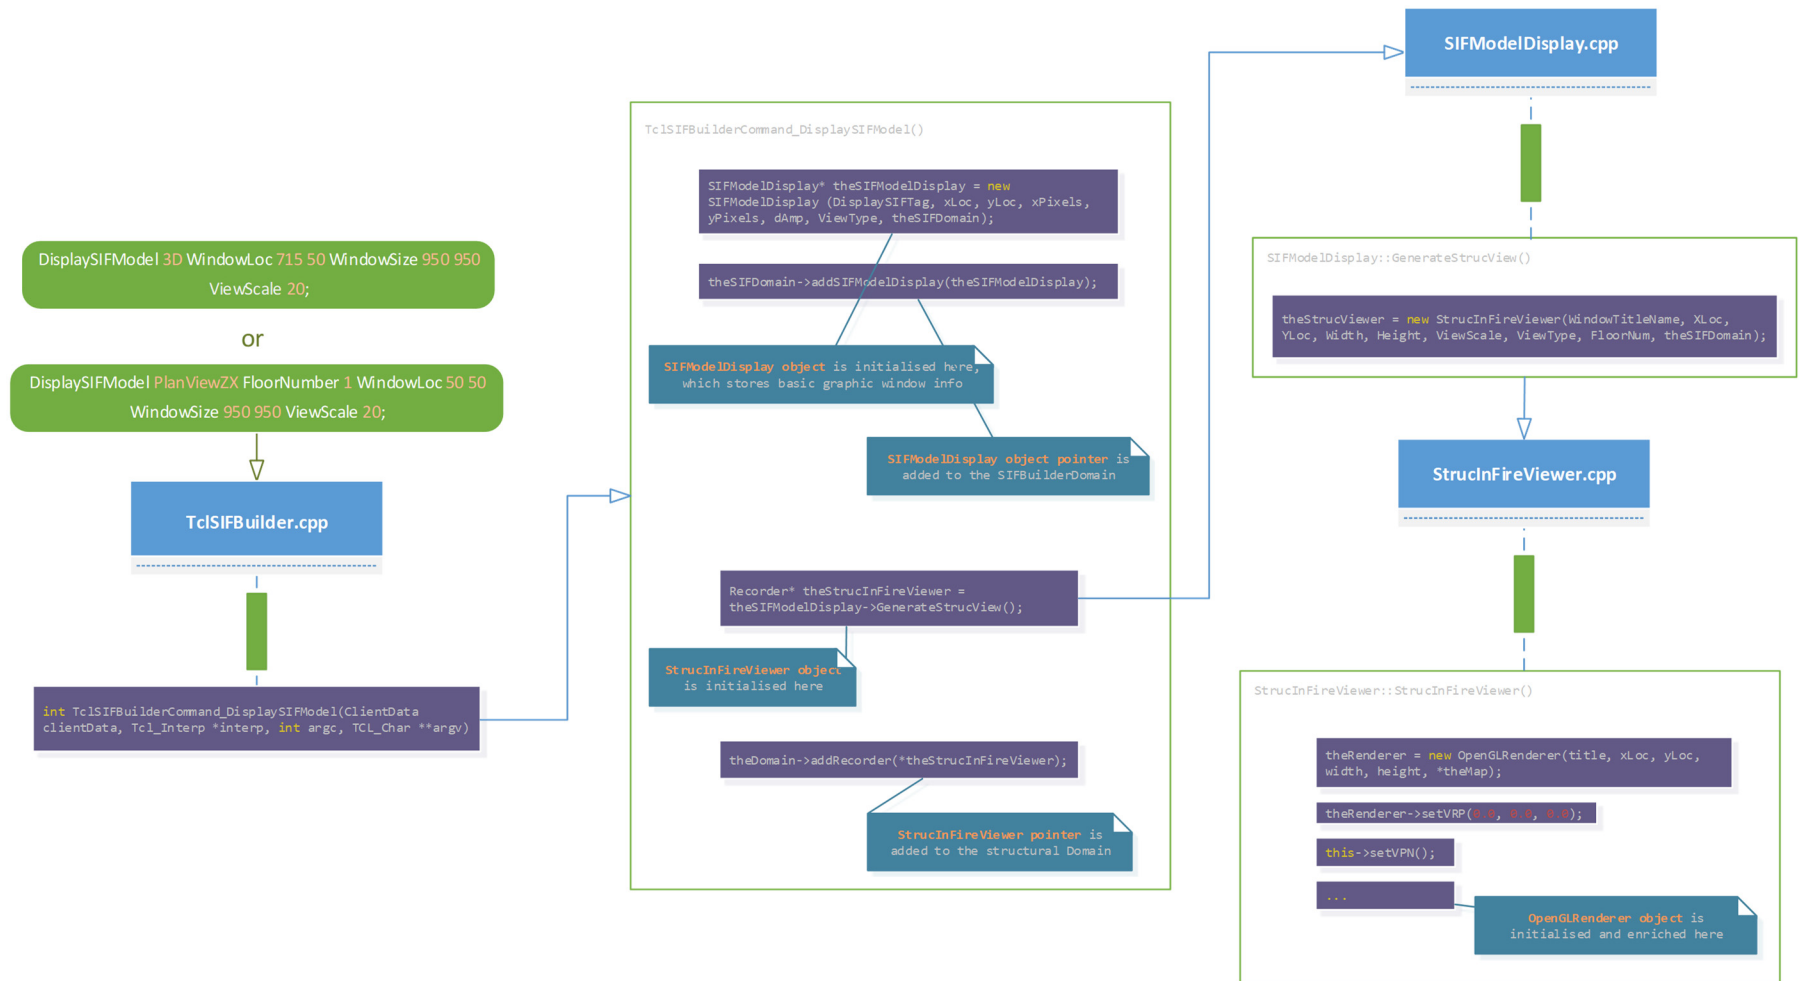 DisplaySIFModel 3D WindowLoc 715 50 WindowSize 950 950
ViewScale 20;
or
DisplaySIFModel PlanViewZX FloorNumber 1 WindowLoc 50 50
WindowSize 950 950 ViewScale 20;
TclSIFBuilder.cpp
int TclSIFBuilderCommand_DisplaySIFModel(ClientData
clientData, Tcl_Interp *interp, int argc, TCL_Char **argv)
TclSIFBuilderCommand_DisplaySIFModel()
SIFModelDisplay* theSIFModelDisplay = new
SIFModelDisplay (DisplaySIFTag, xLoc, yLoc, xPixels,
yPixels, dAmp, ViewType, theSIFDomain);
theSIFDomain->addSIFModelDisplay(theSIFModelDisplay);
SIFModelDisplay object is initialised here,
which stores basic graphic window info
SIFModelDisplay object pointer is
added to the SIFBuilderDomain
Recorder* theStrucInFireViewer =
theSIFModelDisplay->GenerateStrucView();
StrucInFireViewer object
is initialised here
theDomain->addRecorder(*theStrucInFireViewer);
StrucInFireViewer pointer is
added to the structural Domain
SIFModelDisplay.cpp
SIFModelDisplay::GenerateStrucView()
theStrucViewer = new StrucInFireViewer(WindowTitleName, XLoc,
YLoc, Width, Height, ViewScale, ViewType, FloorNum, theSIFDomain);
StrucInFireViewer.cpp
StrucInFireViewer::StrucInFireViewer()
theRenderer = new OpenGLRenderer(title, xLoc, yLoc,
width, height, *theMap);
theRenderer->setVRP(0.0, 0.0, 0.0);
this->setVPN();
...
OpenGLRenderer object is
initialised and enriched here